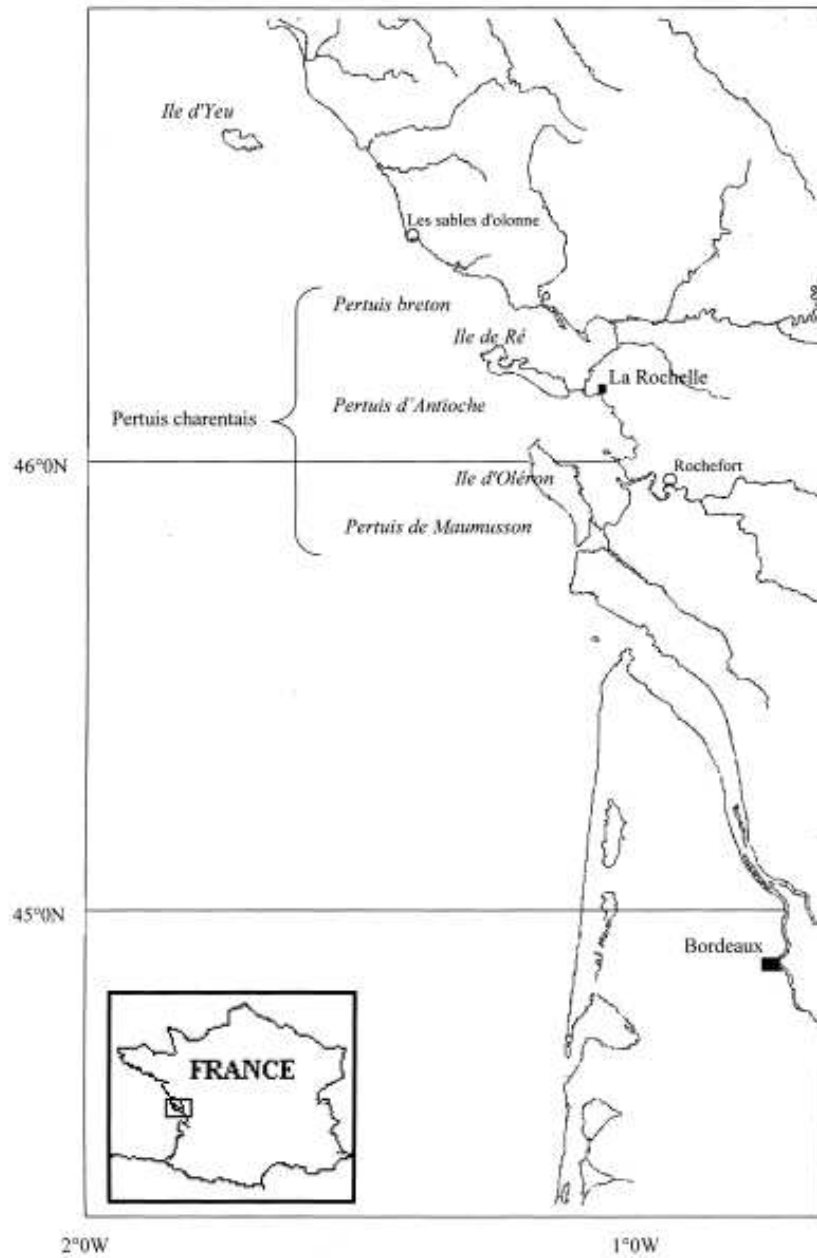 Ile d'Yeu
Les sables d'olonne
Pertuis breton
Ile de Ré
La Rochelle
Pertuis d'Antioche
Pertuis charentais
46°0N
Rochefort
Ile d'Oléron
Pertuis de Maumusson
45°0N
Bordeaux
FRANCE
2°0W
1°0W